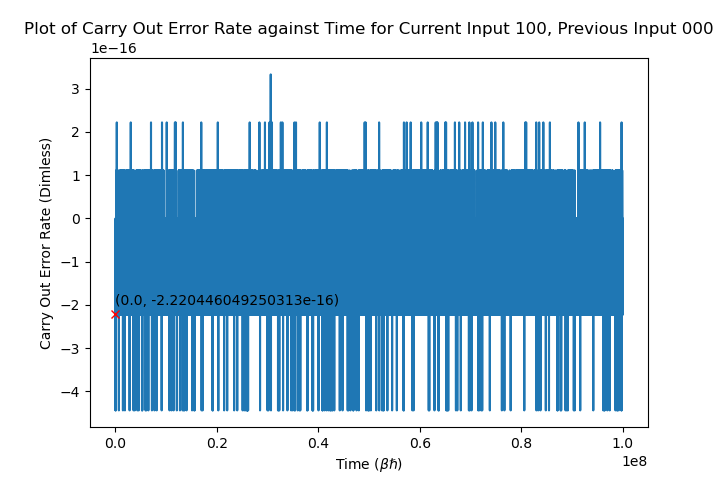 Plot of Carry Out Error Rate against Time for Current Input 100, Previous Input 000
1e−16
3
2
1
0
−1
−2
−3
−4
Carry Out Error Rate (Dimless)
(0.0, -2.220446049250313e-16)
0.0 0.2 0.4 0.6 0.8 1.0
1e8
Time (βħ)